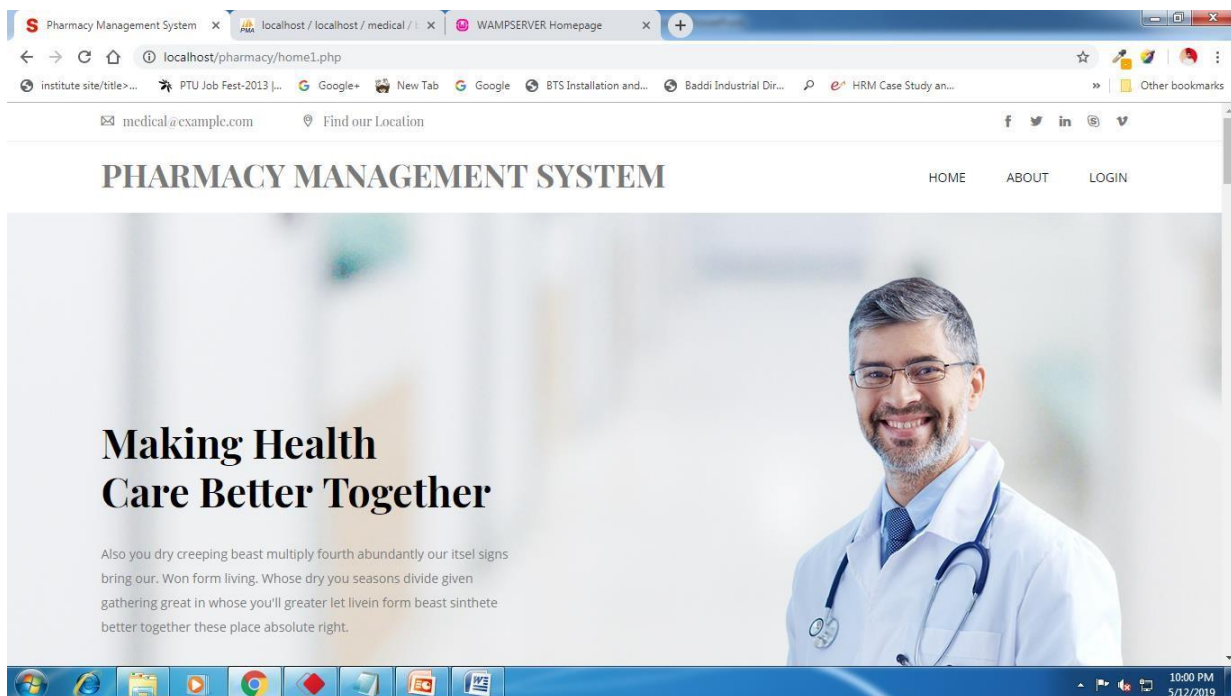 Pharmacy Management System
localhost / localhost / medical /
WAMPSERVER Homepage
localhost/pharmacy/home1.php
institute site/title>...
PTU Job Fest-2013 |...
Google+
New Tab
Google
BTS Installation and...
Baddi Industrial Dir...
HRM Case Study an...
»
Other bookmarks
medical@example.com
Find our Location
PHARMACY MANAGEMENT SYSTEM
HOME
ABOUT
LOGIN
Making Health
Care Better Together
Also you dry creeping beast multiply fourth abundantly our itsel signs
bring our. Won form living. Whose dry you seasons divide given
gathering great in whose you'll greater let livein form beast sinthete
better together these place absolute right.
10:00 PM
5/12/2019